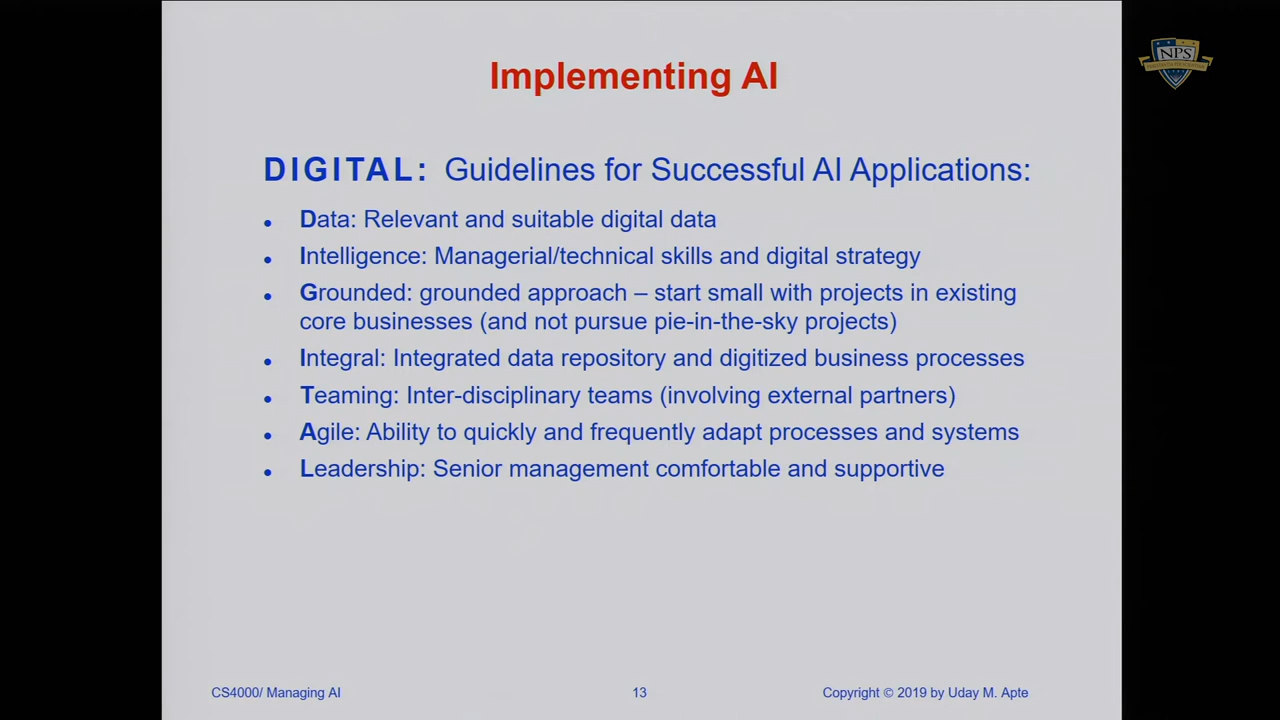 Implementing AI
NPS
DIGITAL: Guidelines for Successful AI Applications:
• Data: Relevant and suitable digital data
• Intelligence: Managerial/technical skills and digital strategy
• Grounded: grounded approach – start small with projects in existing
core businesses (and not pursue pie-in-the-sky projects)
• Integral: Integrated data repository and digitized business processes
• Teaming: Inter-disciplinary teams (involving external partners)
• Agile: Ability to quickly and frequently adapt processes and systems
• Leadership: Senior management comfortable and supportive
CS4000/ Managing AI
13
Copyright © 2019 by Uday M. Apte